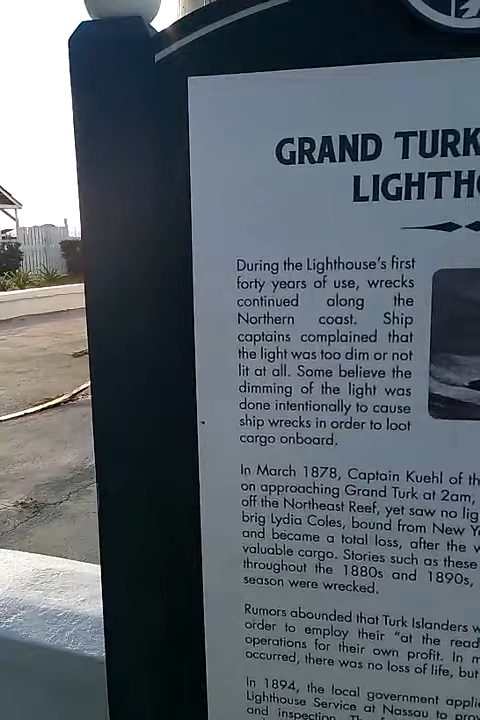 GRAND TURK
LIGHTH
During the Lighthouse's first
forty years of use, wrecks
continued along the
Northern coast. Ship
captains complained that
the light was too dim or not
lit at all. Some believe the
dimming of the light was
done intentionally to cause
ship wrecks in order to loot
cargo onboard.
In March 1878, Captain Kuehl of th
on approaching Grand Turk at 2am,
off the Northeast Reef, yet saw no lig
brig Lydia Coles, bound from New Yo
and became a total loss, after the v
valuable cargo. Stories such as these
throughout the 1880s and 1890s,
season were wrecked.
Rumors abounded that Turk Islanders w
order to employ their "at the read
operations for their own profit. In m
occurred, there was no loss of life, but
In 1894, the local government appli
Lighthouse Service at Nassau to pro
and inspection.